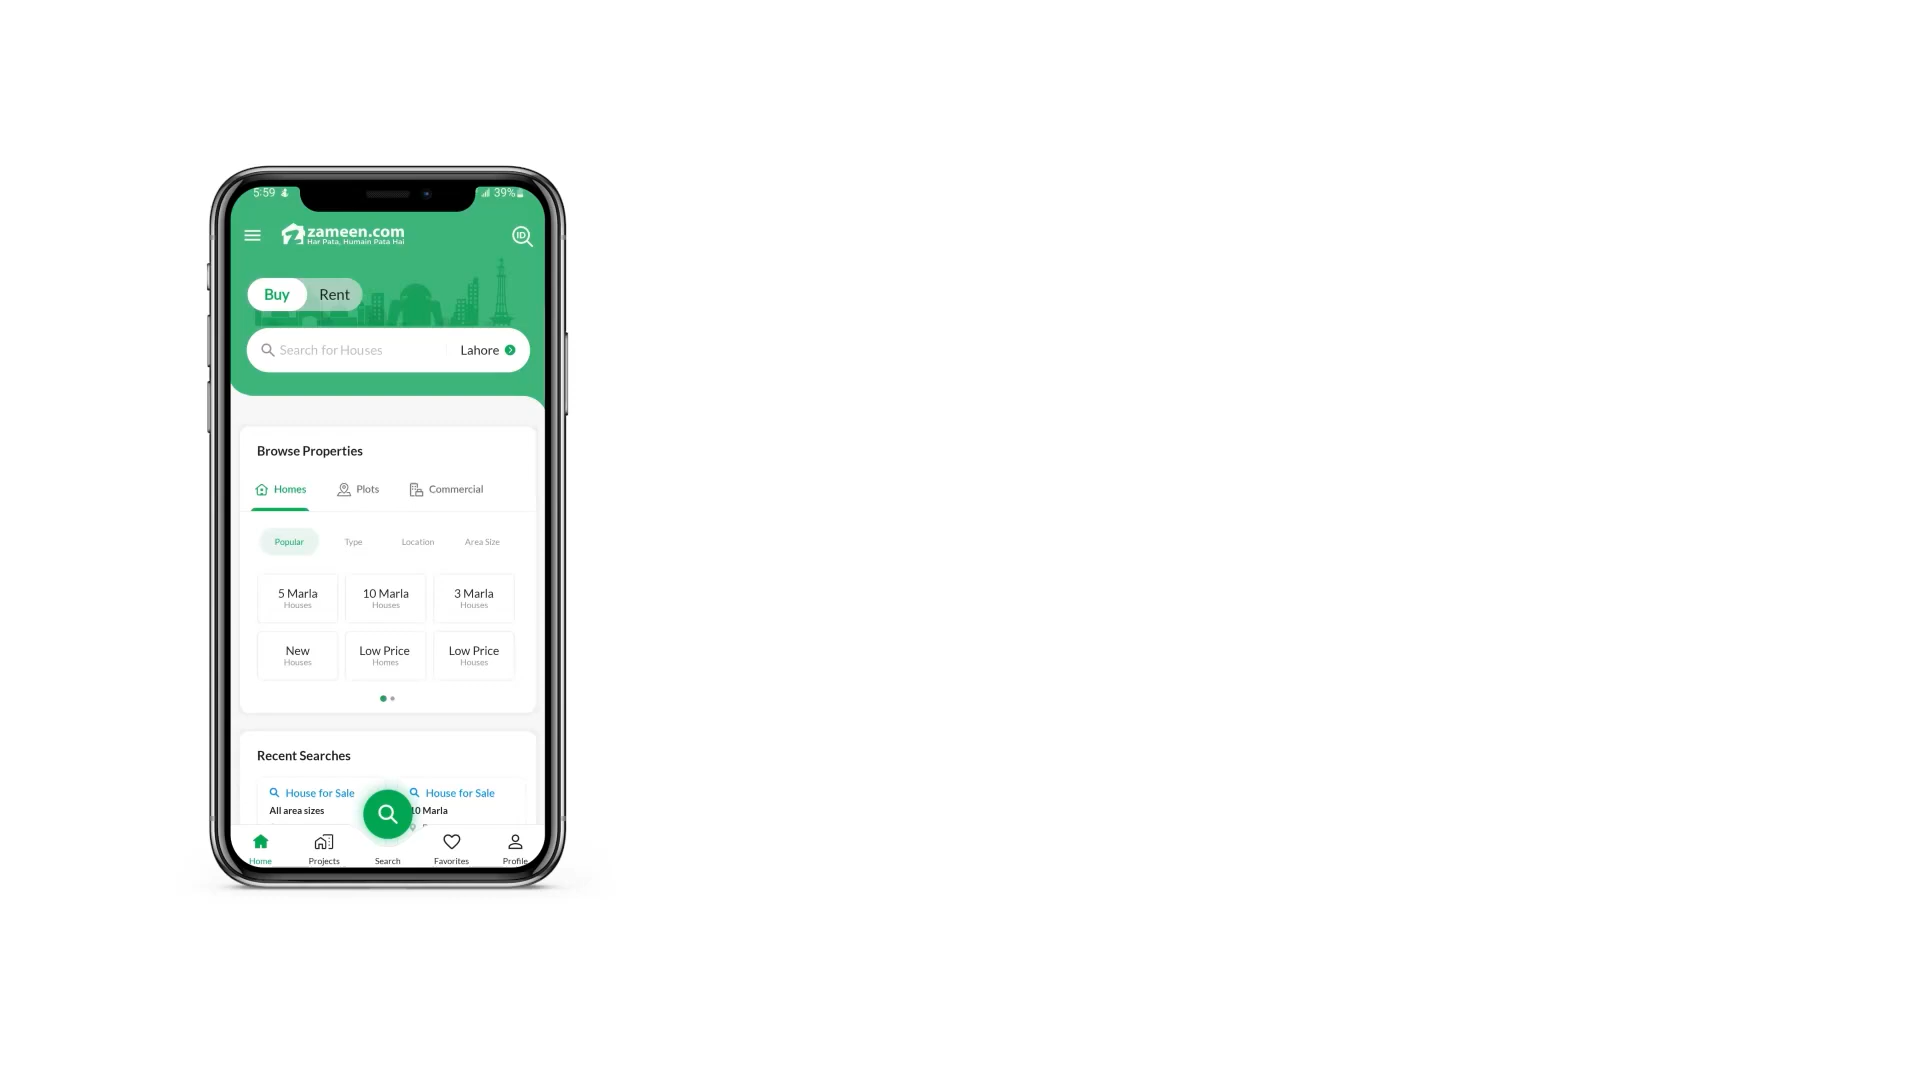 5:59
39%
zameen.com
Har Pata, Humain Pata Hai
ID
Buy Rent
Search for Houses Lahore
Browse Properties
Homes Plots Commercial
Popular Type Location Area Size
5 Marla 10 Marla 3 Marla
Houses Houses Houses
New Low Price Low Price
Houses Homes Houses
Recent Searches
House for Sale House for Sale
All area sizes 10 Marla
Home Projects Search Favorites Profile